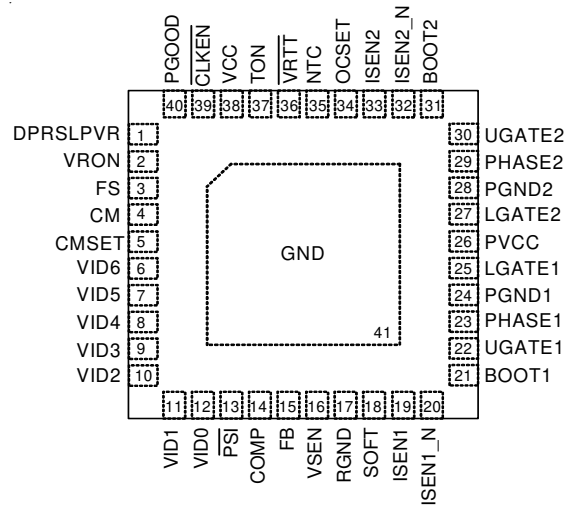 PGOOD
CLKEN
VCC
TON
VRTT
NTC
OCSET
ISEN2
ISEN2_N
BOOT2
40
39
38
37
36
35
34
33
32
31
DPRSLPVR 1
VRON 2
FS 3
CM 4
CMSET 5
VID6 6
VID5 7
VID4 8
VID3 9
VID2 10
GND
41
30 UGATE2
29 PHASE2
28 PGND2
27 LGATE2
26 PVCC
25 LGATE1
24 PGND1
23 PHASE1
22 UGATE1
21 BOOT1
11
12
13
14
15
16
17
18
19
20
VID1
VID0
PSI
COMP
FB
VSEN
RGND
SOFT
ISEN1
ISEN1_N